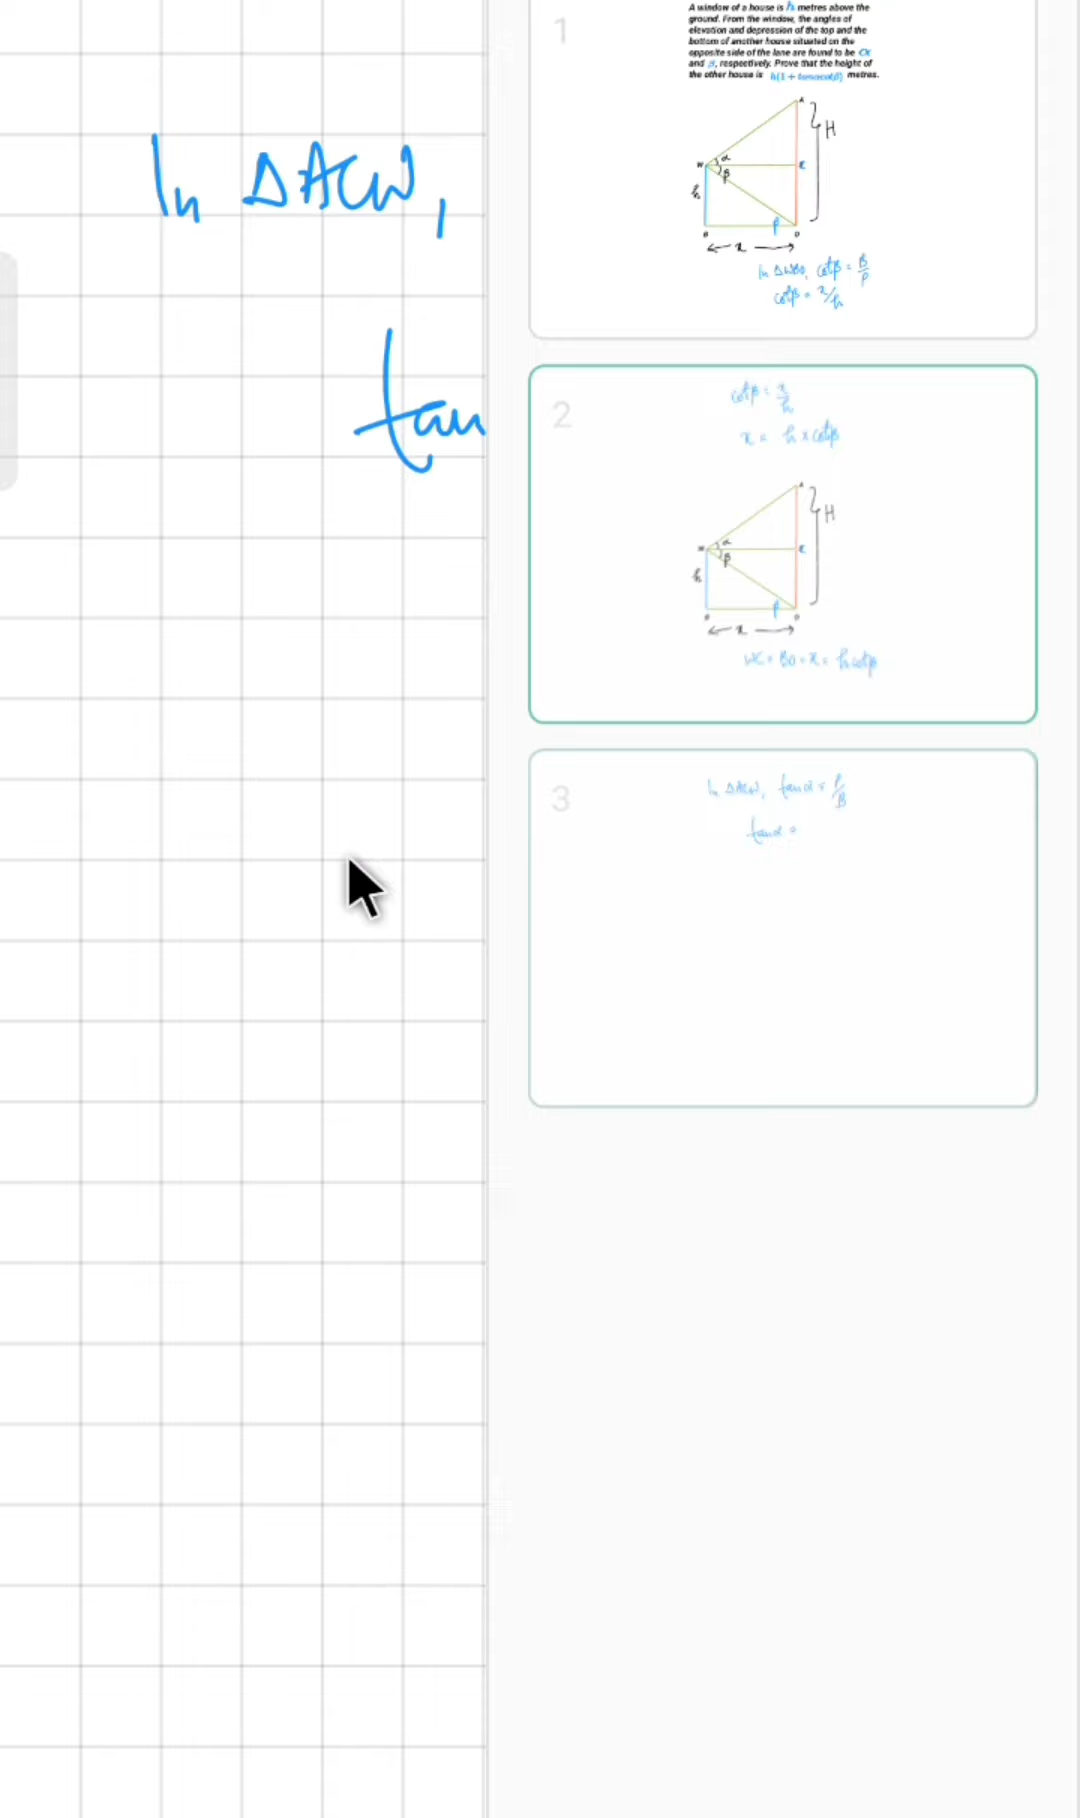 In ΔACW,
tan
1
A window of a house is h metres above the
ground. From the window, the angles of
elevation and depression of the top and the
bottom of another house situated on the
opposite side of the lane are found to be α
and β, respectively. Prove that the height of
the other house is h(1 + tanαcotβ) metres.
A
H
W
α
β
C
h
β
B
D
x
In ΔWBD, cotβ = B/P
cotβ = x/h
2
cotβ = x/h
x = h x cotβ
A
H
W
α
β
C
h
β
x
WC = BD = x = h cotβ
3
In ΔACW, tanα = P/B
tanα =